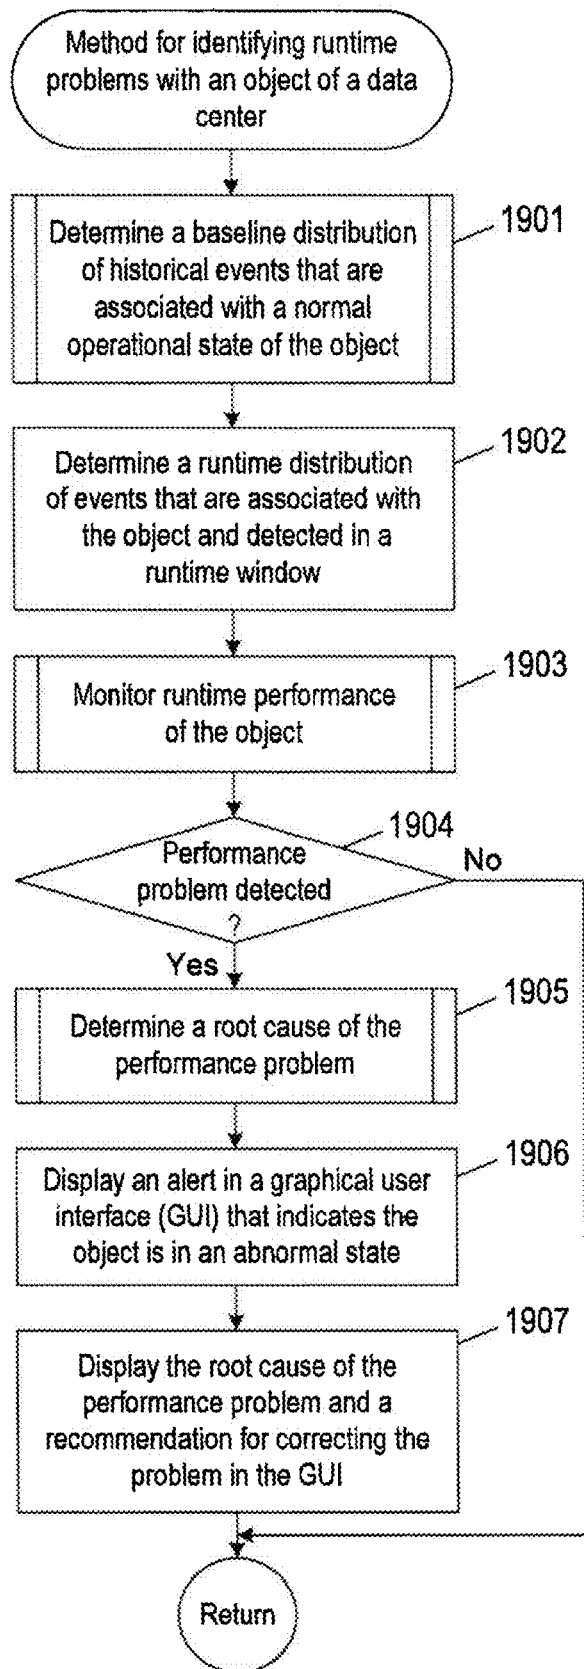 Method for identifying runtime
problems with an object of a data
center
1901
Determine a baseline distribution
of historical events that are
associated with a normal
operational state of the object
1902
Determine a runtime distribution
of events that are associated with
the object and detected in a
runtime window
1903
Monitor runtime performance
of the object
1904
Performance
problem detected
?
No
Yes
1905
Determine a root cause of the
performance problem
1906
Display an alert in a graphical user
interface (GUI) that indicates the
object is in an abnormal state
1907
Display the root cause of the
performance problem and a
recommendation for correcting the
problem in the GUI
Return